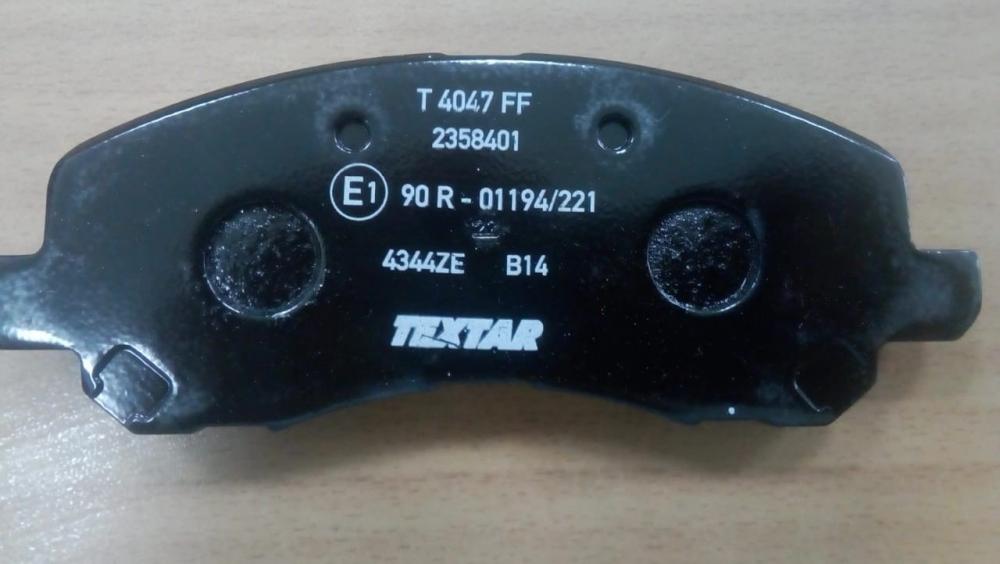 T 4047 FF
2358401
E1 90 R - 01194/221
4344ZE B14
TEXTAR